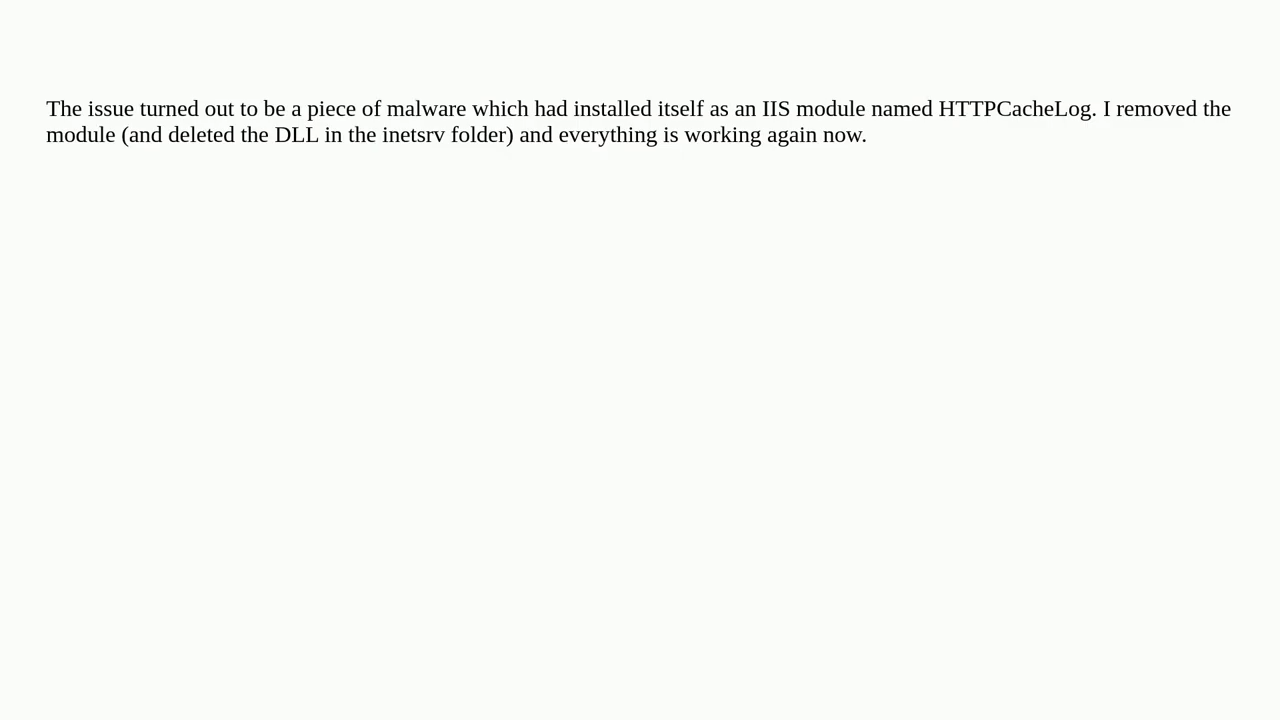 The issue turned out to be a piece of malware which had installed itself as an IIS module named HTTPCacheLog. I removed the
module (and deleted the DLL in the inetsrv folder) and everything is working again now.